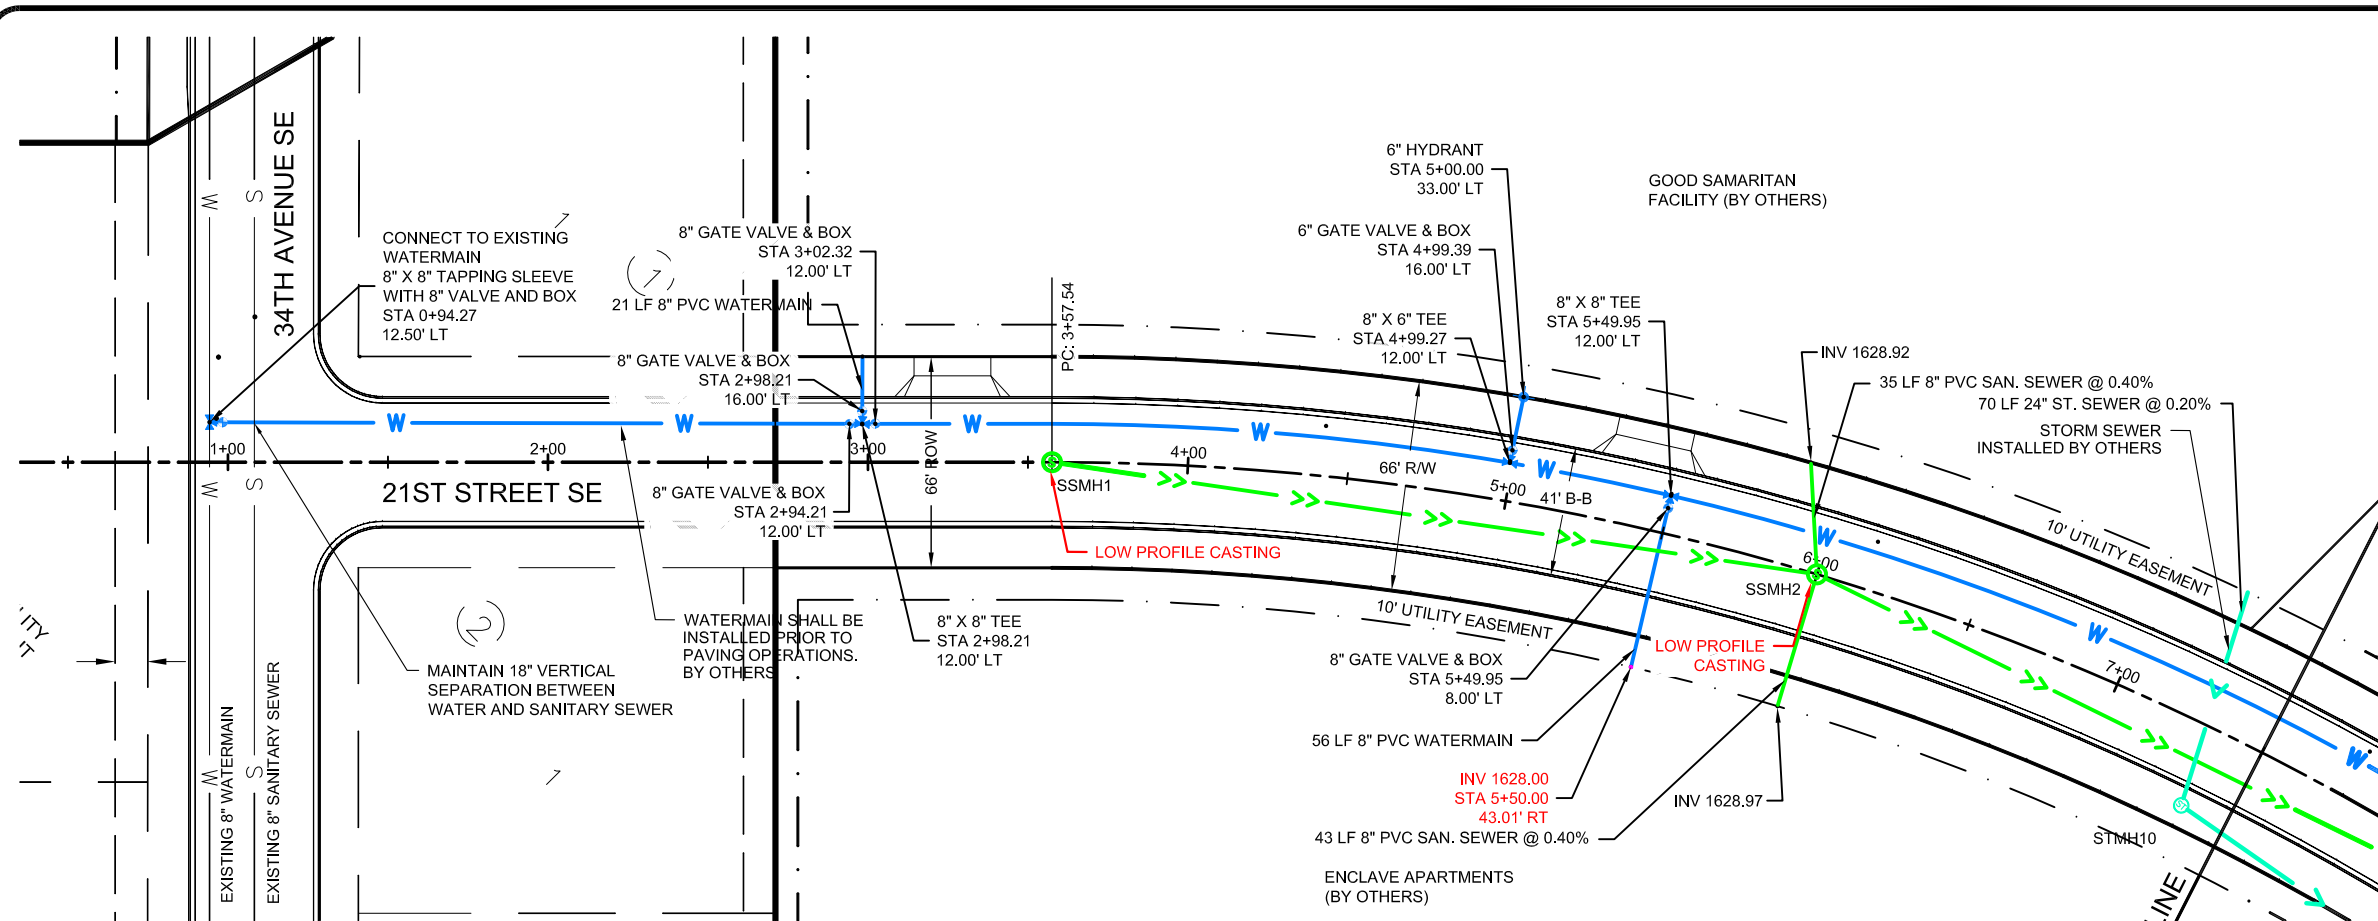 34TH AVENUE SE
W
S
CONNECT TO EXISTING
WATERMAIN
8" X 8" TAPPING SLEEVE
WITH 8" VALVE AND BOX
STA 0+94.27
12.50' LT
1
(1)
8" GATE VALVE & BOX
STA 3+02.32
12.00' LT
21 LF 8" PVC WATERMAIN
8" GATE VALVE & BOX
STA 2+98.21
16.00' LT
PC: 3+57.54
6" HYDRANT
STA 5+00.00
33.00' LT
6" GATE VALVE & BOX
STA 4+99.39
16.00' LT
8" X 6" TEE
STA 4+99.27
12.00' LT
8" X 8" TEE
STA 5+49.95
12.00' LT
GOOD SAMARITAN
FACILITY (BY OTHERS)
INV 1628.92
35 LF 8" PVC SAN. SEWER @ 0.40%
70 LF 24" ST. SEWER @ 0.20%
STORM SEWER
INSTALLED BY OTHERS
W
W
W
W
W
W
W
W
1+00
2+00
3+00
4+00
5+00
6+00
7+00
66' ROW
66' R/W
41' B-B
W
S
21ST STREET SE
8" GATE VALVE & BOX
STA 2+94.21
12.00' LT
SSMH1
LOW PROFILE CASTING
SSMH2
10' UTILITY EASEMENT
10' UTILITY EASEMENT
LOW PROFILE
CASTING
(2)
WATERMAIN SHALL BE
INSTALLED PRIOR TO
PAVING OPERATIONS.
BY OTHERS
8" X 8" TEE
STA 2+98.21
12.00' LT
MAINTAIN 18" VERTICAL
SEPARATION BETWEEN
WATER AND SANITARY SEWER
8" GATE VALVE & BOX
STA 5+49.95
8.00' LT
56 LF 8" PVC WATERMAIN
INV 1628.00
STA 5+50.00
43.01' RT
43 LF 8" PVC SAN. SEWER @ 0.40%
INV 1628.97
ENCLAVE APARTMENTS
(BY OTHERS)
STMH10
ST
W
S
1
EXISTING 8" WATERMAIN
EXISTING 8" SANITARY SEWER
ITY
LINE